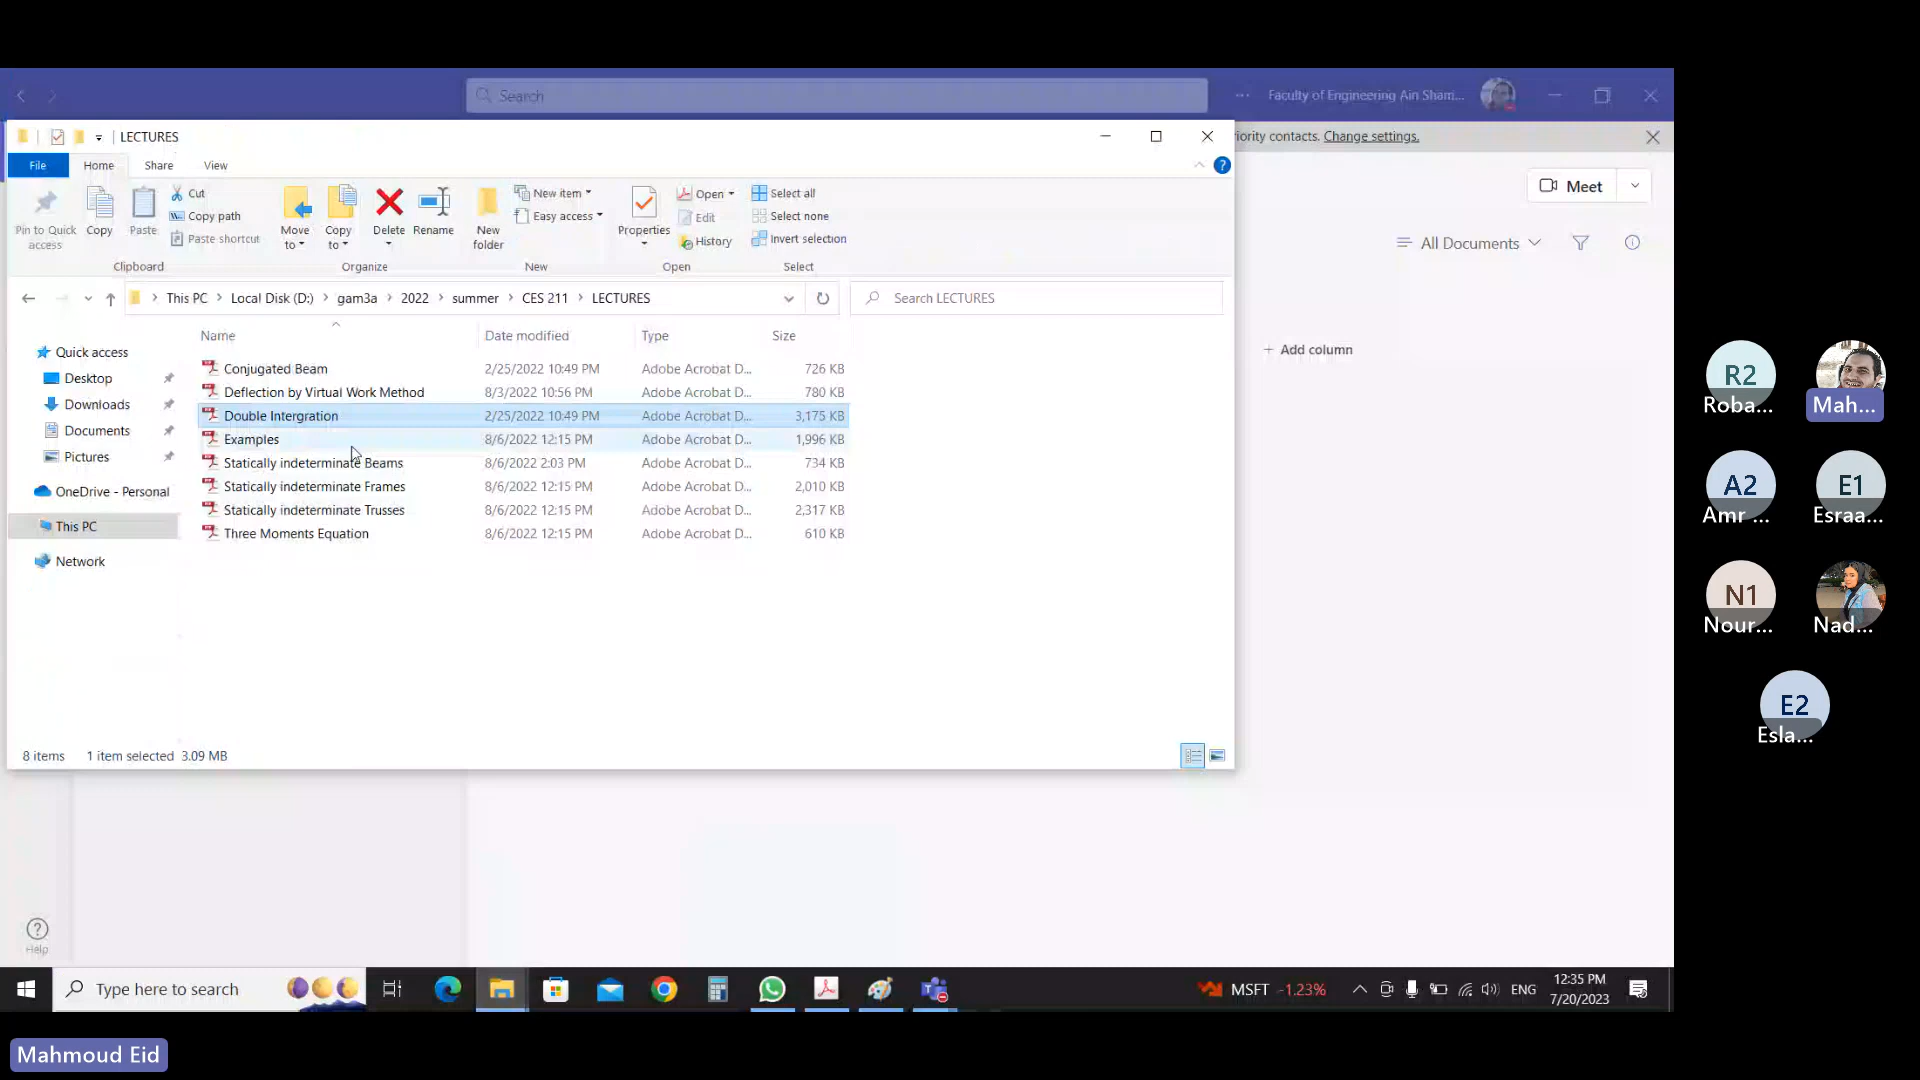 Search
Faculty of Engineering Ain Sham...
LECTURES
iority contacts. Change settings.
File
Home
Share
View
Meet
Pin to Quick access
Copy
Paste
Cut
Copy path
Paste shortcut
Move to
Copy to
Delete
Rename
New folder
New item
Easy access
Properties
Open
Edit
History
Select all
Select none
Invert selection
Clipboard
Organize
New
Open
Select
All Documents
This PC
Local Disk (D:)
gam3a
2022
summer
CES 211
LECTURES
Search LECTURES
Name
Date modified
Type
Size
Add column
Quick access
Desktop
Downloads
Documents
Pictures
OneDrive - Personal
This PC
Network
Conjugated Beam 2/25/2022 10:49 PM Adobe Acrobat D... 726 KB
Deflection by Virtual Work Method 8/3/2022 10:56 PM Adobe Acrobat D... 780 KB
Double Intergration 2/25/2022 10:49 PM Adobe Acrobat D... 3,175 KB
Examples 8/6/2022 12:15 PM Adobe Acrobat D... 1,996 KB
Statically indeterminate Beams 8/6/2022 2:03 PM Adobe Acrobat D... 734 KB
Statically indeterminate Frames 8/6/2022 12:15 PM Adobe Acrobat D... 2,010 KB
Statically indeterminate Trusses 8/6/2022 12:15 PM Adobe Acrobat D... 2,317 KB
Three Moments Equation 8/6/2022 12:15 PM Adobe Acrobat D... 610 KB
8 items 1 item selected 3.09 MB
Help
Type here to search
MSFT -1.23%
ENG
12:35 PM
7/20/2023
R2
Roba...
Mah...
A2
Amr ...
E1
Esraa...
N1
Nour...
Nad...
E2
Esla...
Mahmoud Eid